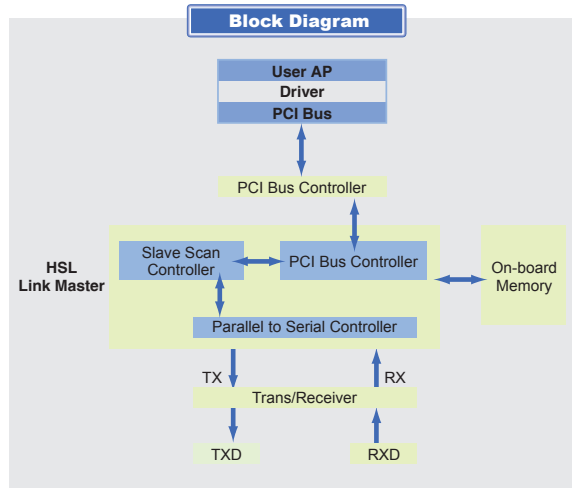 Block Diagram
User AP
Driver
PCI Bus
PCI Bus Controller
HSL
Link Master
Slave Scan
Controller
PCI Bus Controller
On-board
Memory
Parallel to Serial Controller
TX
RX
Trans/Receiver
TXD
RXD